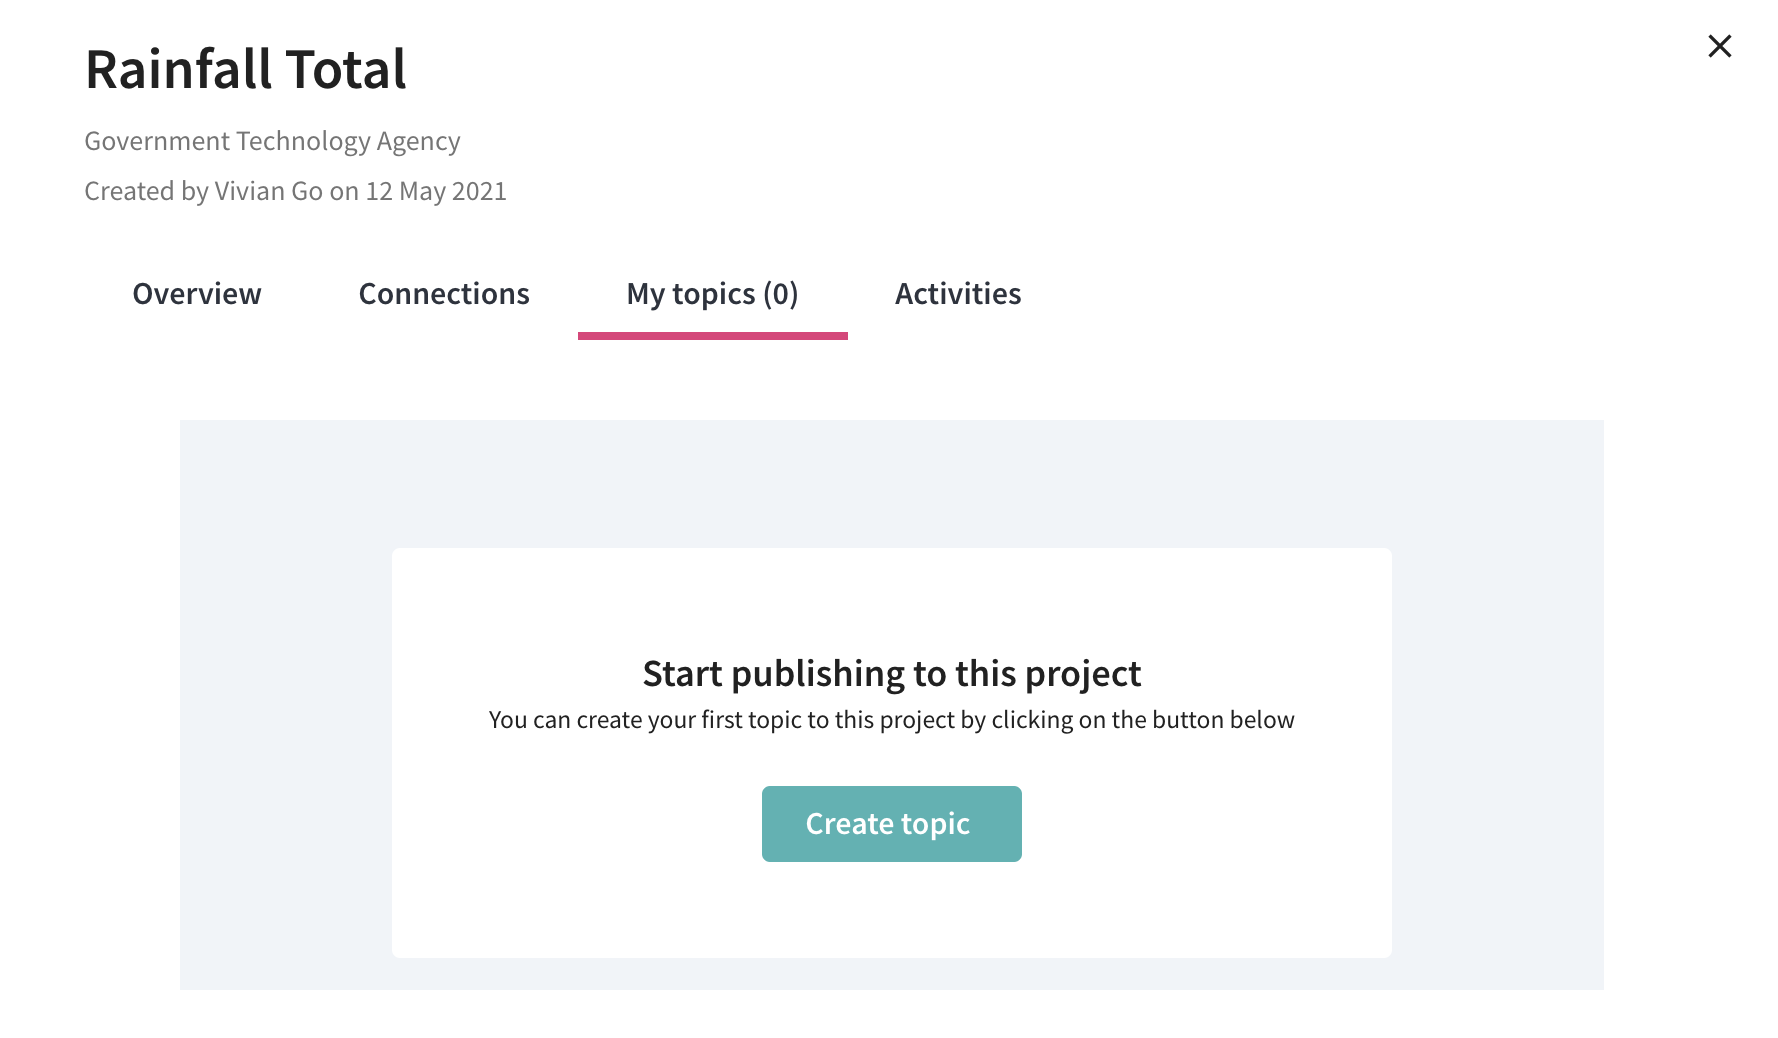 Rainfall Total
Government Technology Agency
Created by Vivian Go on 12 May 2021
Overview Connections My topics (0) Activities
Start publishing to this project
You can create your first topic to this project by clicking on the button below
Create topic